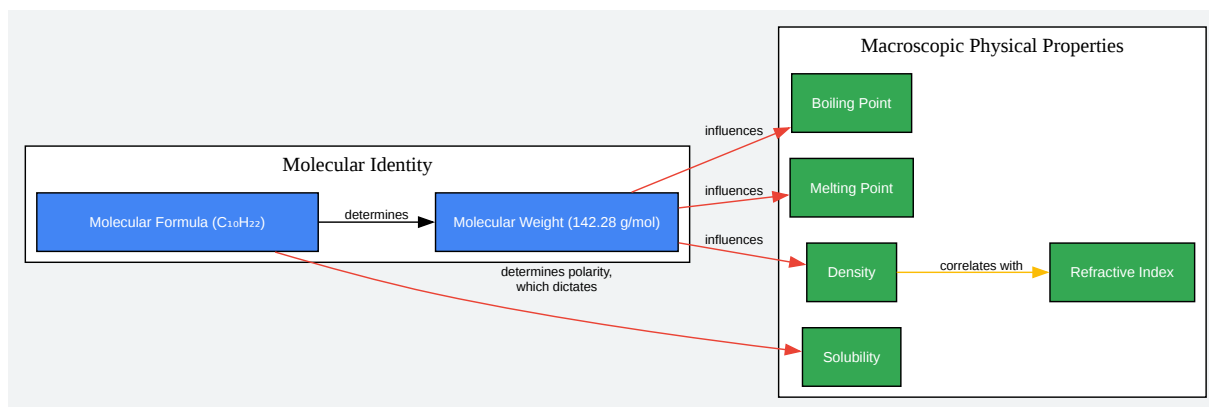 Macroscopic Physical Properties
Boiling Point
influences
Molecular Identity
Melting Point
influences
Molecular Formula (C₁₀H₂₂)
determines
Molecular Weight (142.28 g/mol)
influences
Density
correlates with
Refractive Index
determines polarity,
which dictates
Solubility